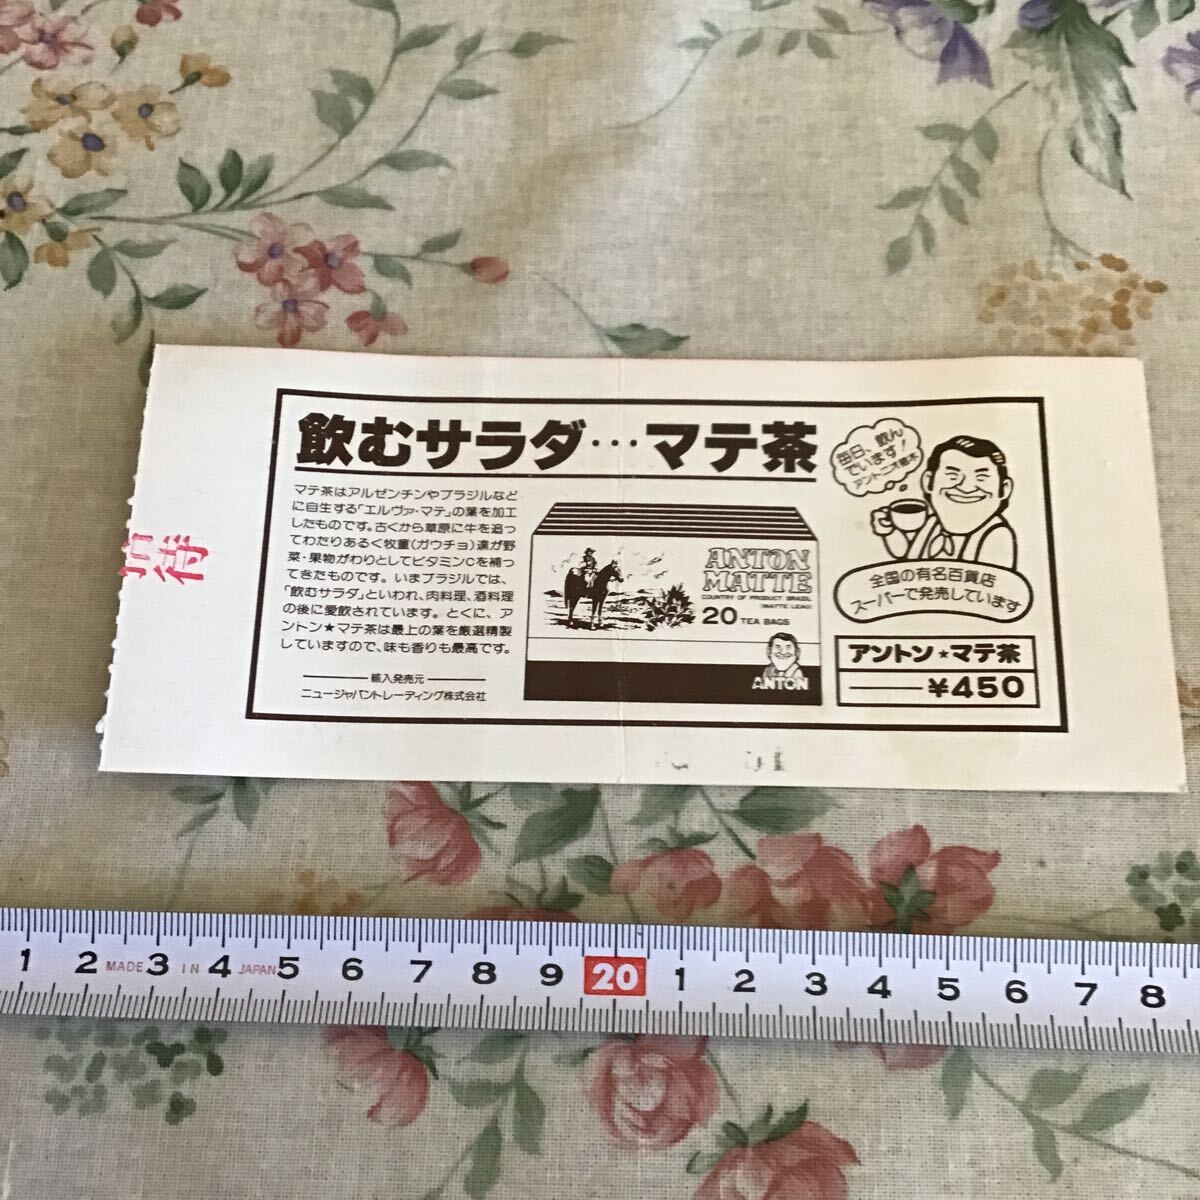 飲むサラダ…マテ茶
マテ茶はアルゼンチンやブラジルなど
に自生する「エルヴァ・マテ」の葉を加工
したものです。古くから草原に牛を追っ
てわたりあるく牧童(ガウチョ)達が野
菜・果物がわりとしてビタミンCを補っ
てきたものです。いまブラジルでは、
「飲むサラダ」といわれ、肉料理、酒料理
の後に愛飲されています。とくに、ア
ントン★マテ茶は最上の葉を厳選精製
していますので、味も香りも最高です。
輸入発売元
ニュージャパントレーディング株式会社
ANTON
MATTE
COUNTRY OF PRODUCT BRAZIL
(MATTE LEAF)
20 TEA BAGS
ANTON
毎日、飲ん
でいます!
アントニオ猪木
全国の有名百貨店
スーパーで発売しています
アントン★マテ茶
¥450
招待
1 2 MADE 3 IN 4 JAPAN 5 6 7 8 9 20 1 2 3 4 5 6 7 8